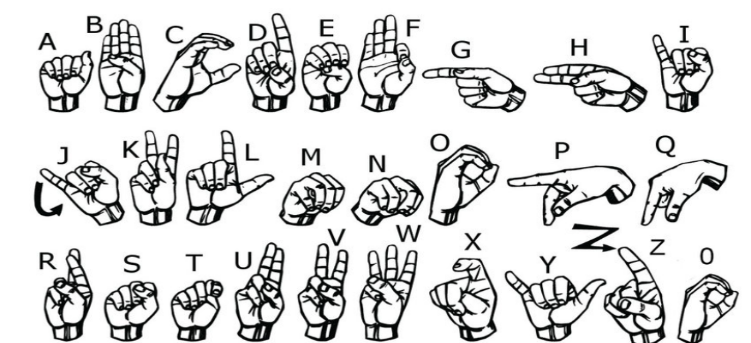 A B C D E F G H I
J K L M N O P Q
R S T U V W X Y Z 0